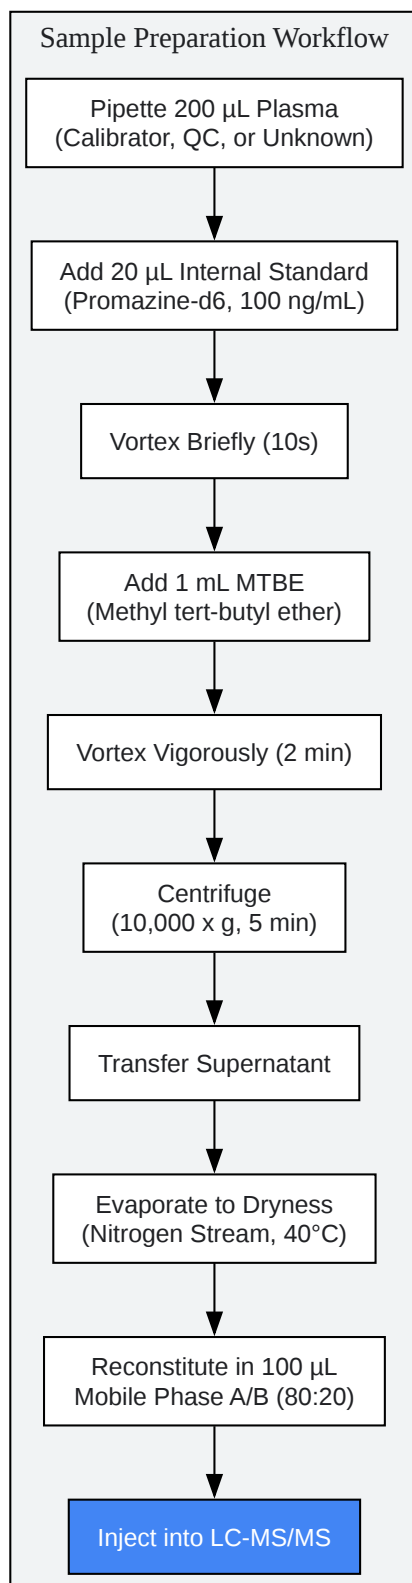 Sample Preparation Workflow
Pipette 200 µL Plasma
(Calibrator, QC, or Unknown)
Add 20 µL Internal Standard
(Promazine-d6, 100 ng/mL)
Vortex Briefly (10s)
Add 1 mL MTBE
(Methyl tert-butyl ether)
Vortex Vigorously (2 min)
Centrifuge
(10,000 x g, 5 min)
Transfer Supernatant
Evaporate to Dryness
(Nitrogen Stream, 40°C)
Reconstitute in 100 µL
Mobile Phase A/B (80:20)
Inject into LC-MS/MS